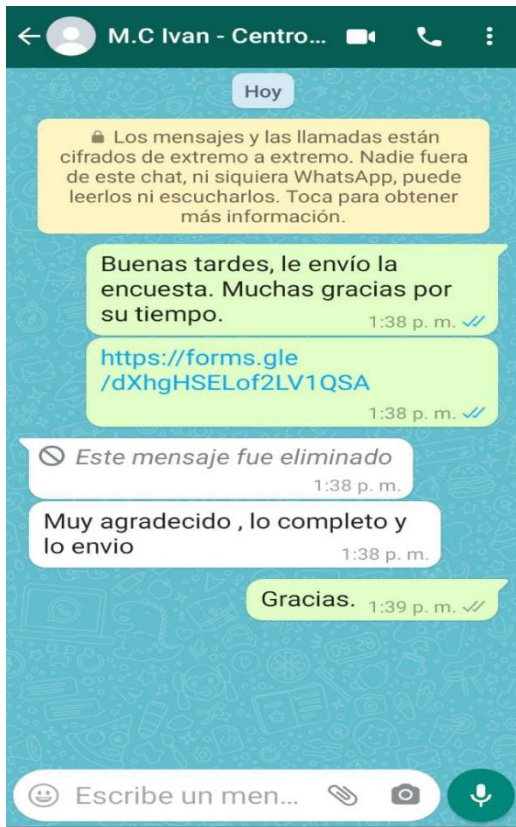 M.C Ivan - Centro...
Hoy
Los mensajes y las llamadas están
cifrados de extremo a extremo. Nadie fuera
de este chat, ni siquiera WhatsApp, puede
leerlos ni escucharlos. Toca para obtener
más información.
Buenas tardes, le envío la
encuesta. Muchas gracias por
su tiempo.
1:38 p. m.
https://forms.gle
/dXhgHSELof2LV1QSA
1:38 p. m.
Este mensaje fue eliminado
1:38 p. m.
Muy agradecido , lo completo y
lo envio
1:38 p. m.
Gracias. 1:39 p. m.
Escribe un men...